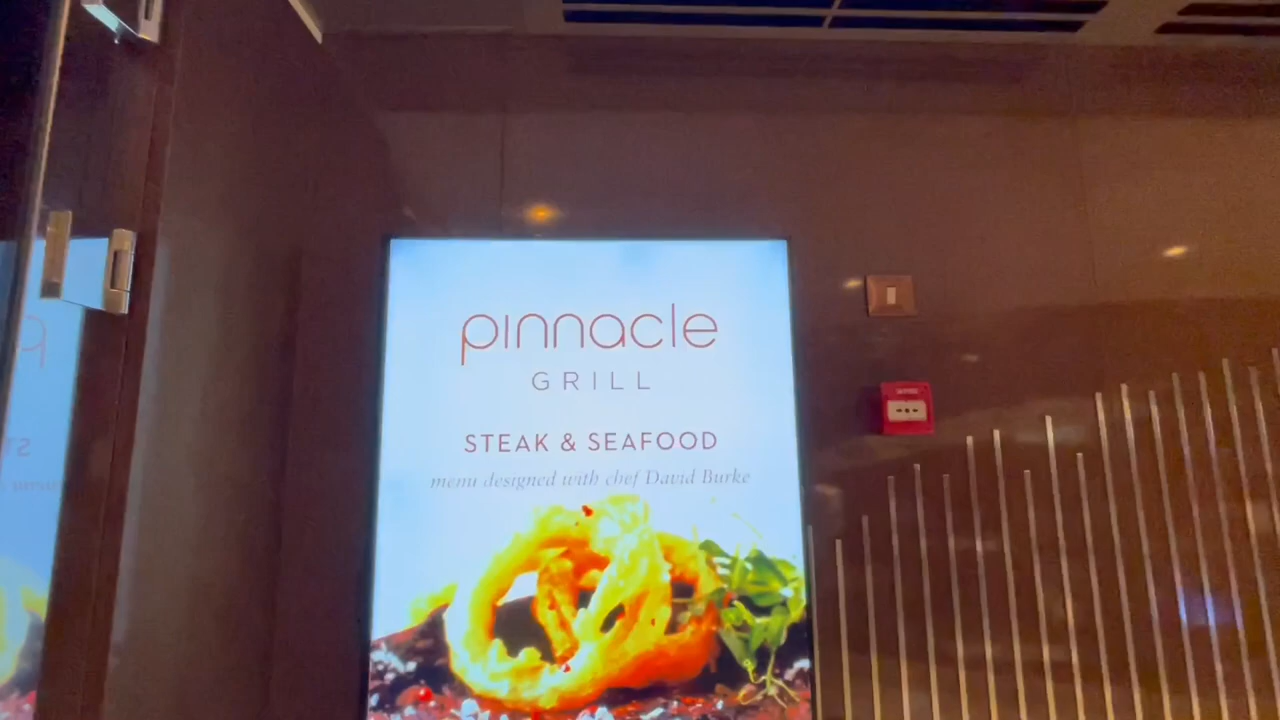 pinnacle
GRILL
STEAK & SEAFOOD
menu designed with chef David Burke